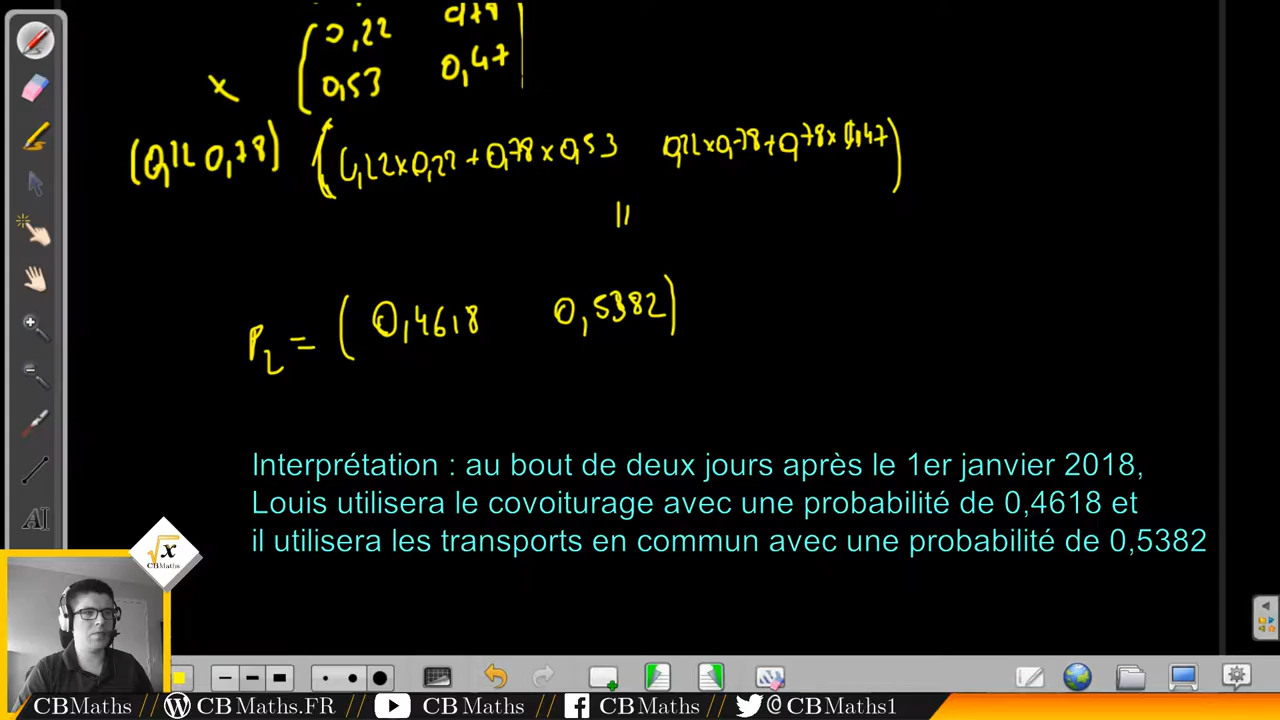 0,22 0,78
× 0,53 0,47
(0,22 0,78) (0,22×0,22+0,78×0,53 0,22×0,78+0,78×0,47)
=
P2 = (0,4618 0,5382)
Interprétation : au bout de deux jours après le 1er janvier 2018,
Louis utilisera le covoiturage avec une probabilité de 0,4618 et
il utilisera les transports en commun avec une probabilité de 0,5382
AI
√x
CBMaths
CBMaths CBMaths.FR CBMaths CBMaths @CBMaths1